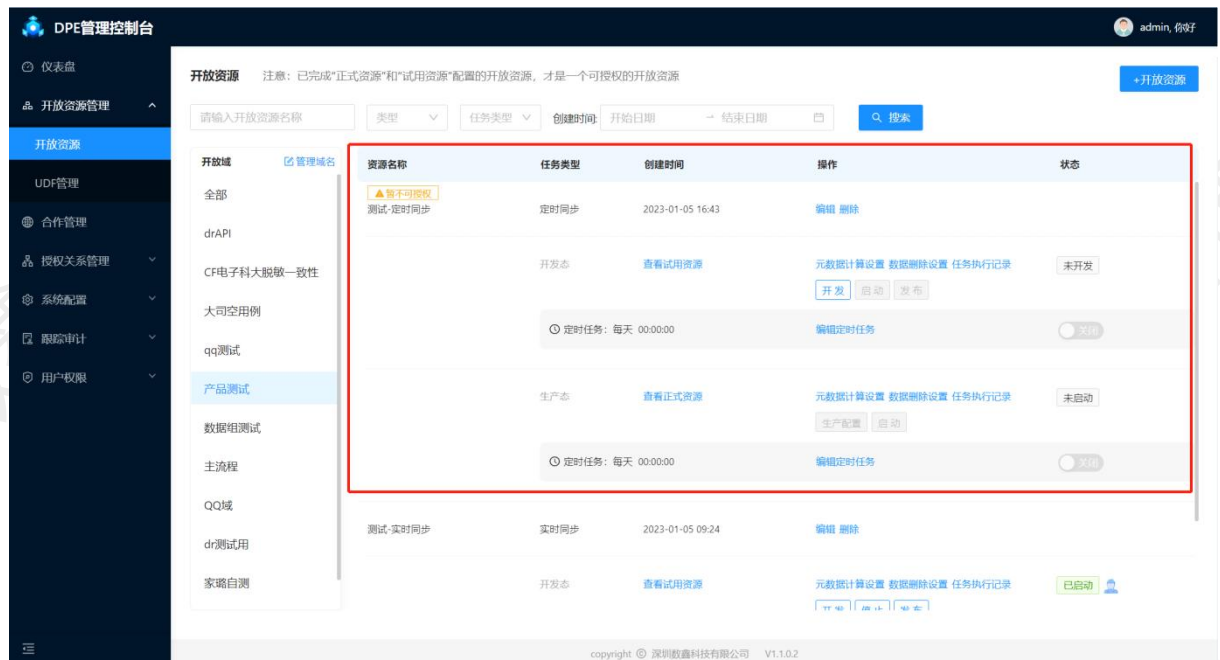 DPE管理控制台
admin, 你好
仪表盘
开放资源管理
开放资源
UDF管理
合作管理
授权关系管理
系统配置
跟踪审计
用户权限
开放资源 注意：已完成"正式资源"和"试用资源"配置的开放资源，才是一个可授权的开放资源
+开放资源
请输入开放资源名称 类型 任务类型 创建时间: 开始日期 → 结束日期 搜索
开放域 管理域名
全部
drAPI
CF电子科大脱敏一致性
大司空用例
qq测试
产品测试
数据组测试
主流程
QQ域
dr测试用
家璐自测
资源名称 任务类型 创建时间 操作 状态
暂不可授权
测试-定时同步 定时同步 2023-01-05 16:43 编辑 删除
开发态 查看试用资源 元数据计算设置 数据删除设置 任务执行记录 未开发
开 发 启 动 发 布
定时任务：每天 00:00:00 编辑定时任务 关闭
生产态 查看正式资源 元数据计算设置 数据删除设置 任务执行记录 未启动
生产配置 启 动
定时任务：每天 00:00:00 编辑定时任务 关闭
测试-实时同步 实时同步 2023-01-05 09:24 编辑 删除
开发态 查看试用资源 元数据计算设置 数据删除设置 任务执行记录 已启动
开 发 停 止 发 布
copyright © 深圳数鑫科技有限公司 V1.1.0.2